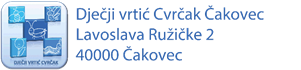 Dječji vrtić Cvrčak Čakovec
Lavoslava Ružičke 2
40000 Čakovec
DJEČJI VRTIĆ CVRČAK